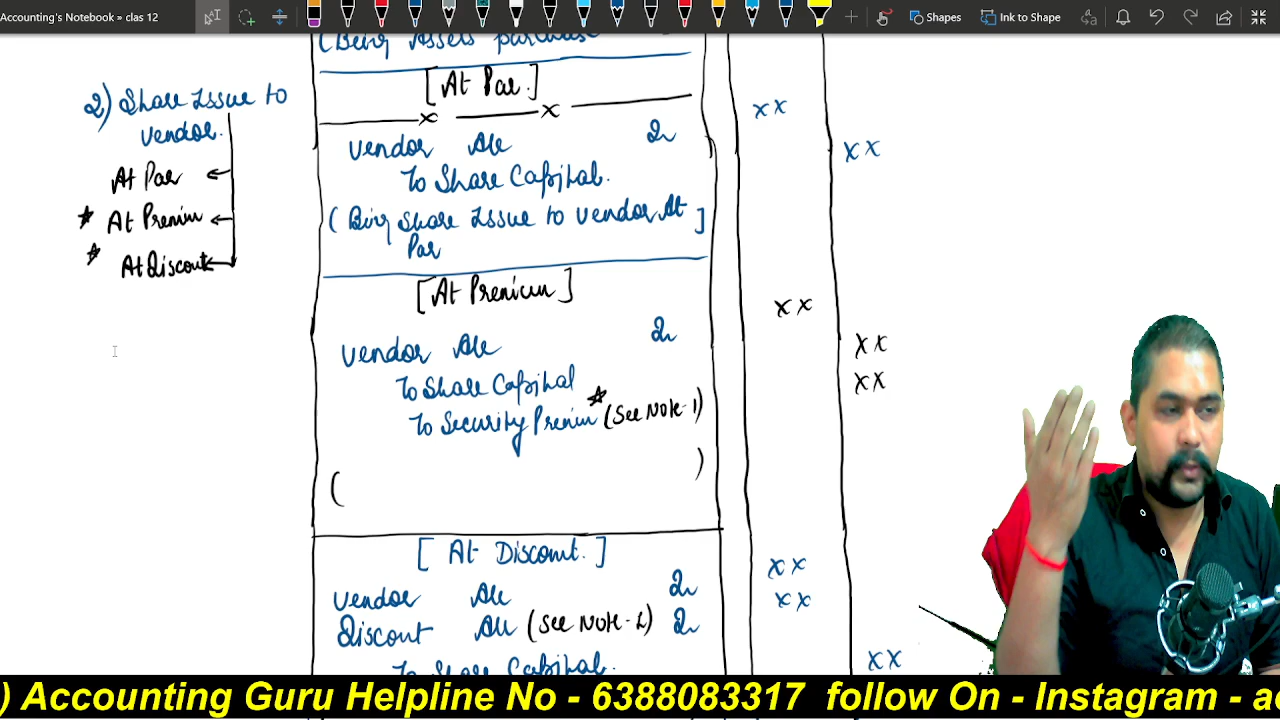 Accounting's Notebook » clas 12
Shapes
Ink to Shape
(Being Assets purchase
[At Par.]
x x
2) Share Issue to
vendor.
At Par
* At Premium
* At Discount
vendor A/c Dr
xx
To Share Capital.
xx
(Being Share Issue to vendor At
Par ]
[At Premium]
vendor A/c Dr
xx
To Share Capital
xx
To Security Premium * (See Note-1)
xx
( )
[At Discount.]
vendor A/c Dr
xx
Discount A/c (See Note-2) Dr
xx
To Share Capital.
xx
) Accounting Guru Helpline No - 6388083317 follow On - Instagram - ac